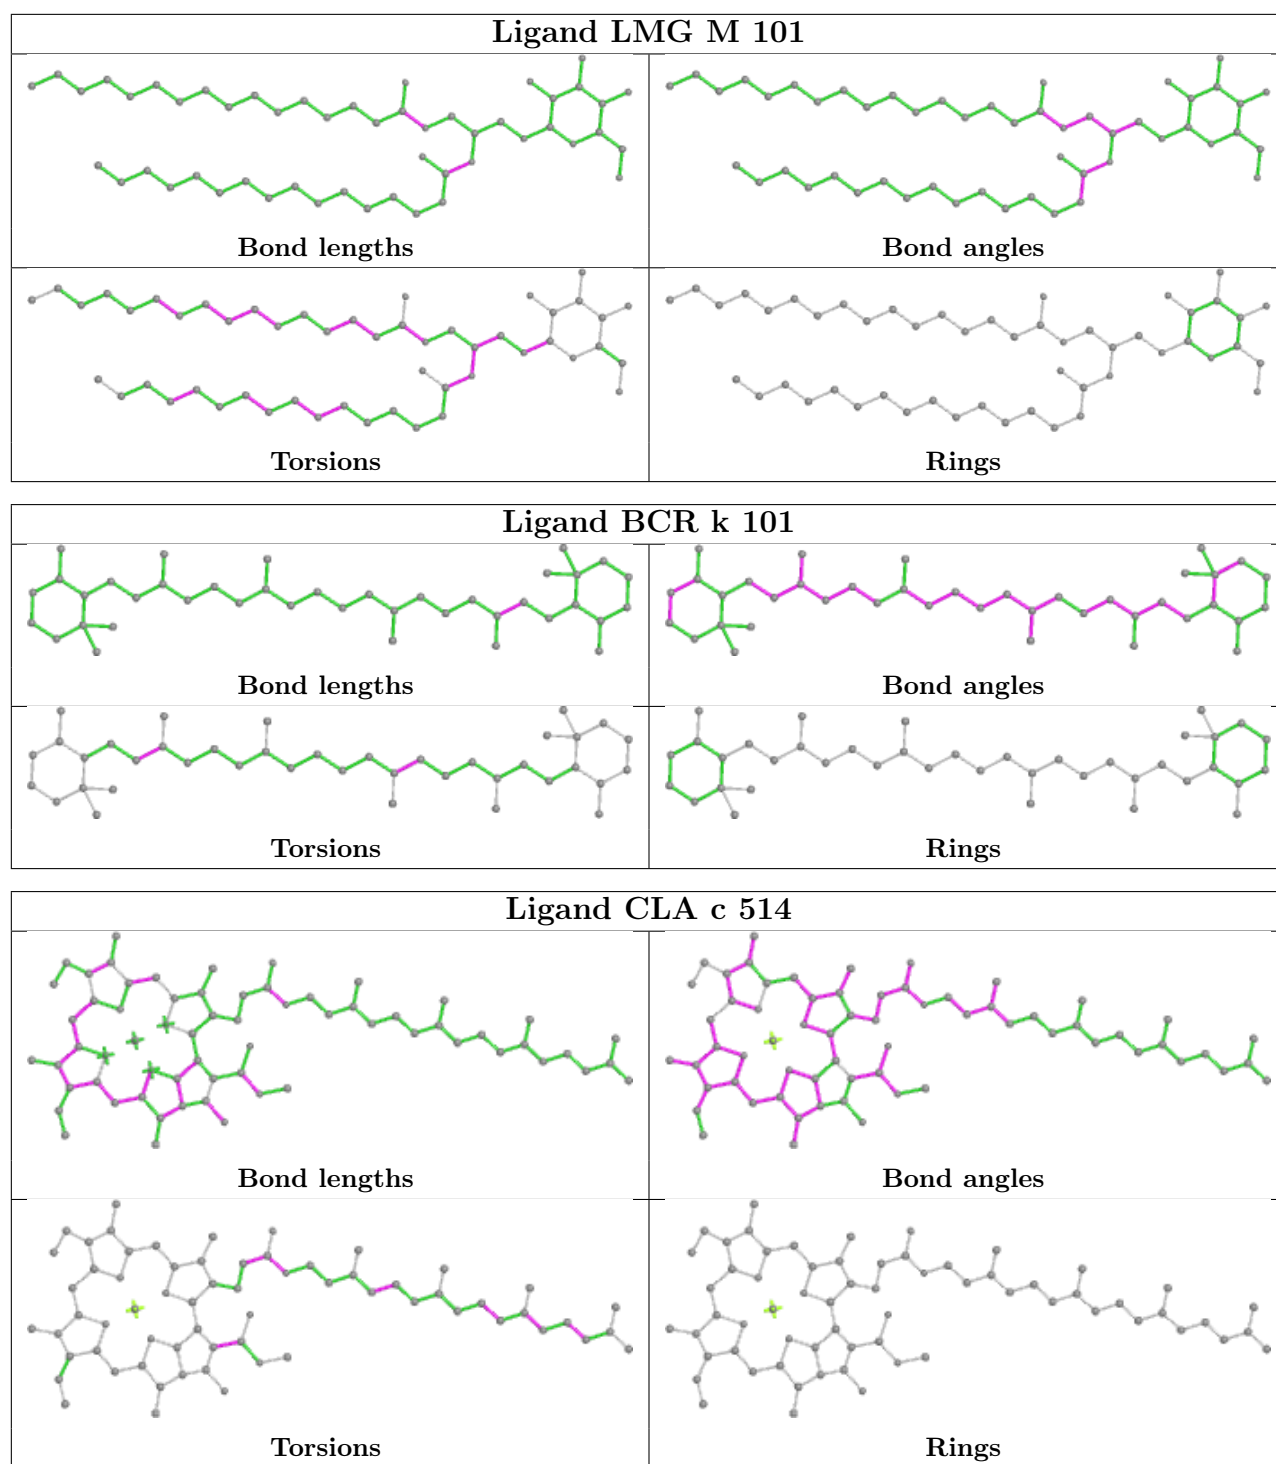 Ligand LMG M 101
Bond lengths
Bond angles
Torsions
Rings
Ligand BCR k 101
Bond lengths
Bond angles
Torsions
Rings
Ligand CLA c 514
Bond lengths
Bond angles
Torsions
Rings